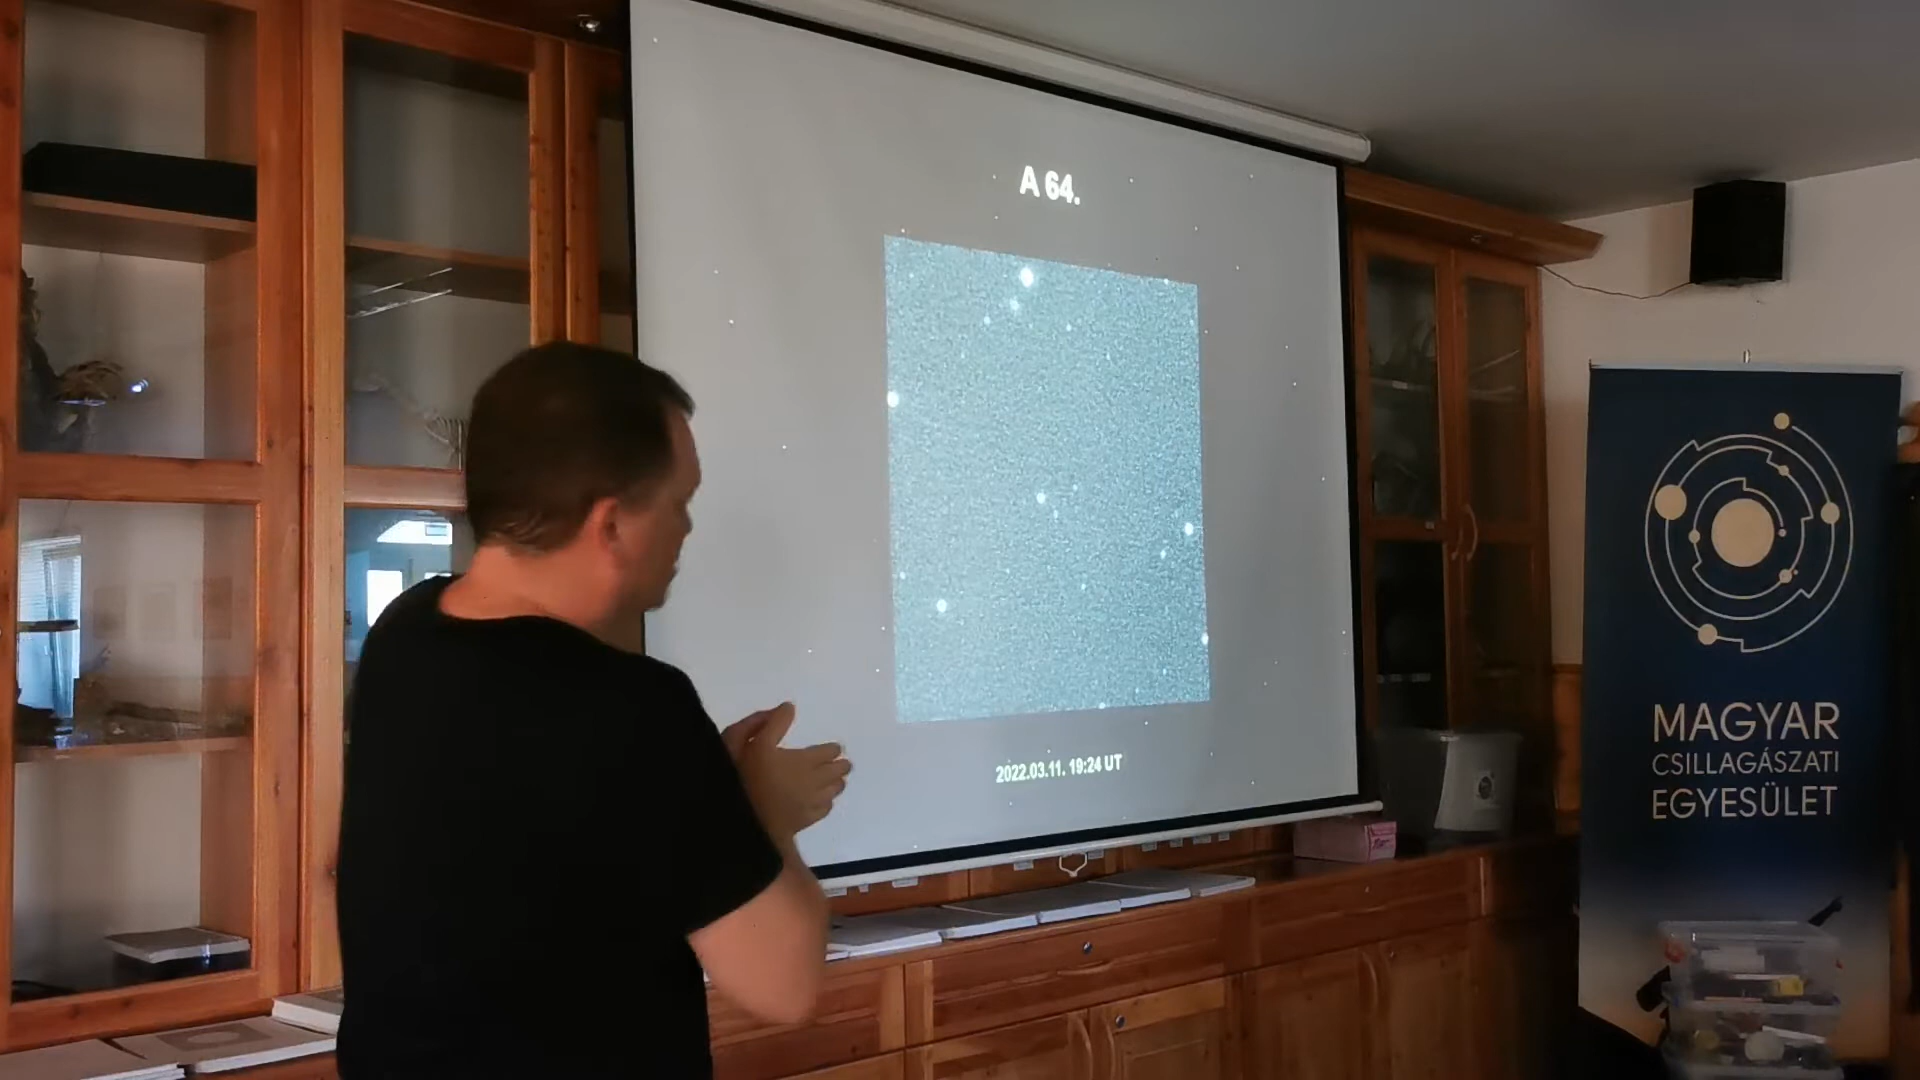 A 64.
2022.03.11. 19:24 UT
MAGYAR
CSILLAGÁSZATI
EGYESÜLET